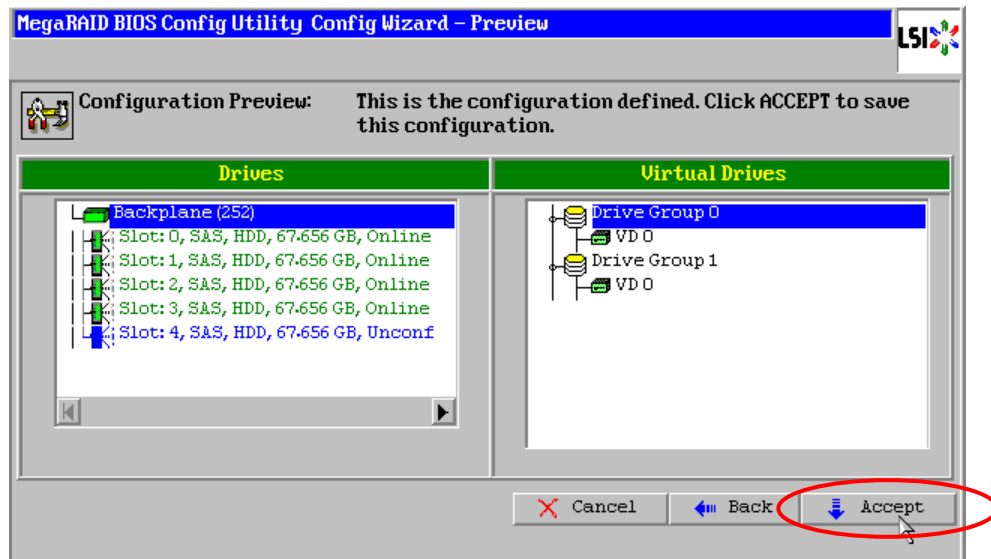 MegaRAID BIOS Config Utility Config Wizard – Preview
LSI
Configuration Preview: This is the configuration defined. Click ACCEPT to save
this configuration.
Drives
Backplane (252)
Slot: 0, SAS, HDD, 67.656 GB, Online
Slot: 1, SAS, HDD, 67.656 GB, Online
Slot: 2, SAS, HDD, 67.656 GB, Online
Slot: 3, SAS, HDD, 67.656 GB, Online
Slot: 4, SAS, HDD, 67.656 GB, Unconf
Virtual Drives
Drive Group 0
VD 0
Drive Group 1
VD 0
Cancel
Back
Accept